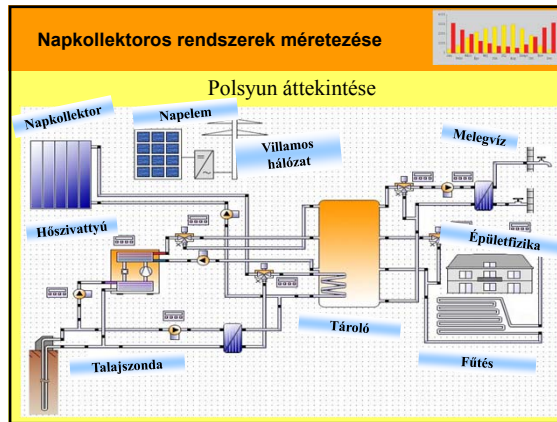 Napkollektoros rendszerek méretezése
Polsyun áttekintése
Napkollektor
Napelem
Villamos
hálózat
Melegvíz
Hőszivattyú
Épületfizika
Tároló
Talajszonda
Fűtés